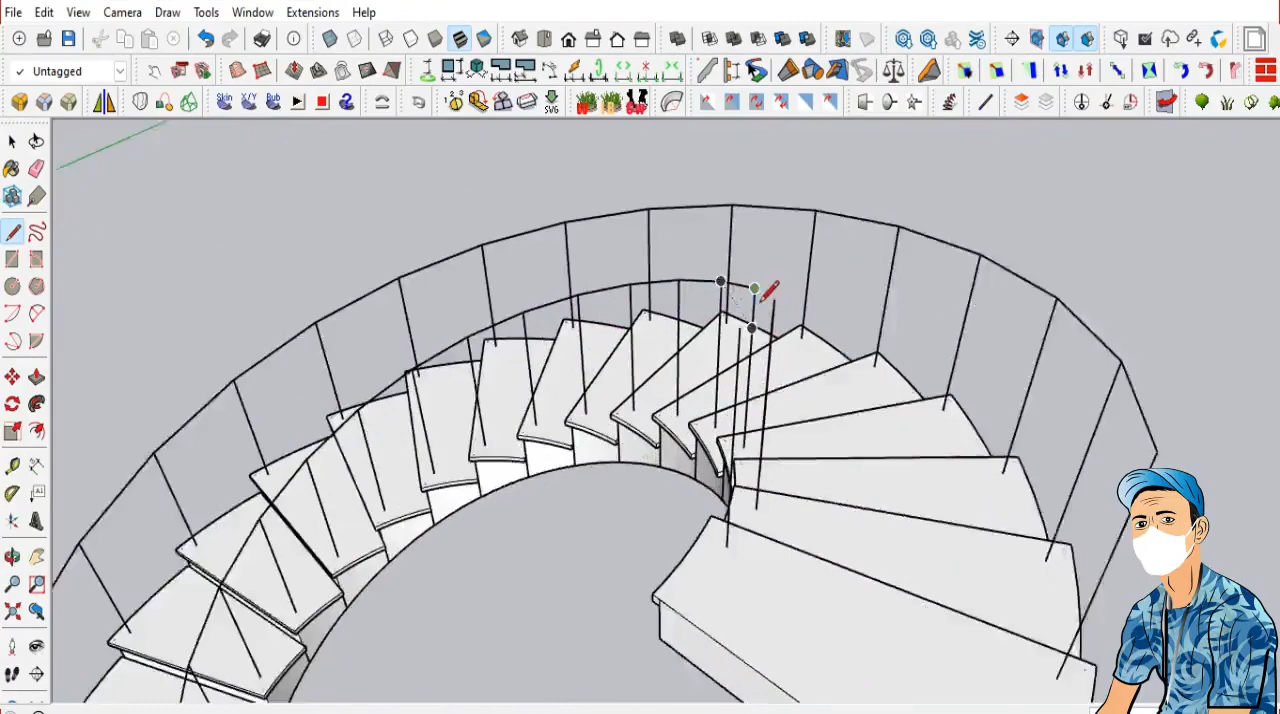 File Edit View Camera Draw Tools Window Extensions Help
✓ Untagged
Skin X/Y Bub
SVG